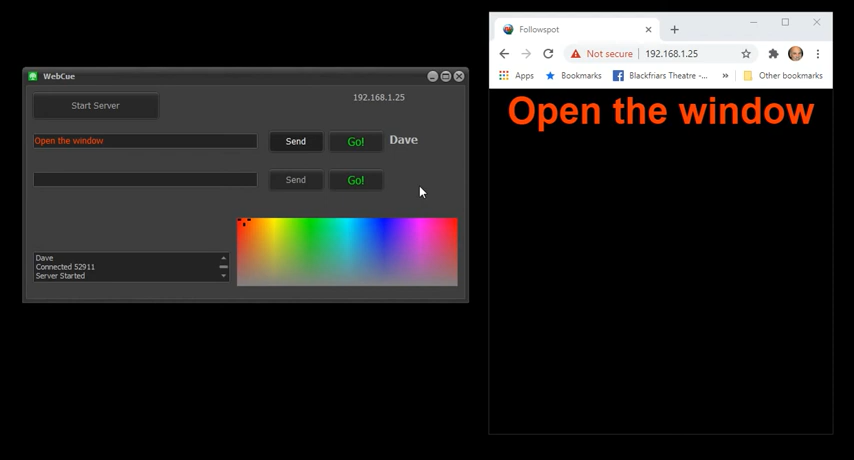 WebCue
Start Server
192.168.1.25
Open the window
Send
Go!
Dave
Send
Go!
Dave
Connected 52911
Server Started
Followspot
Not secure
192.168.1.25
Apps
Bookmarks
Blackfriars Theatre -...
»
Other bookmarks
Open the window